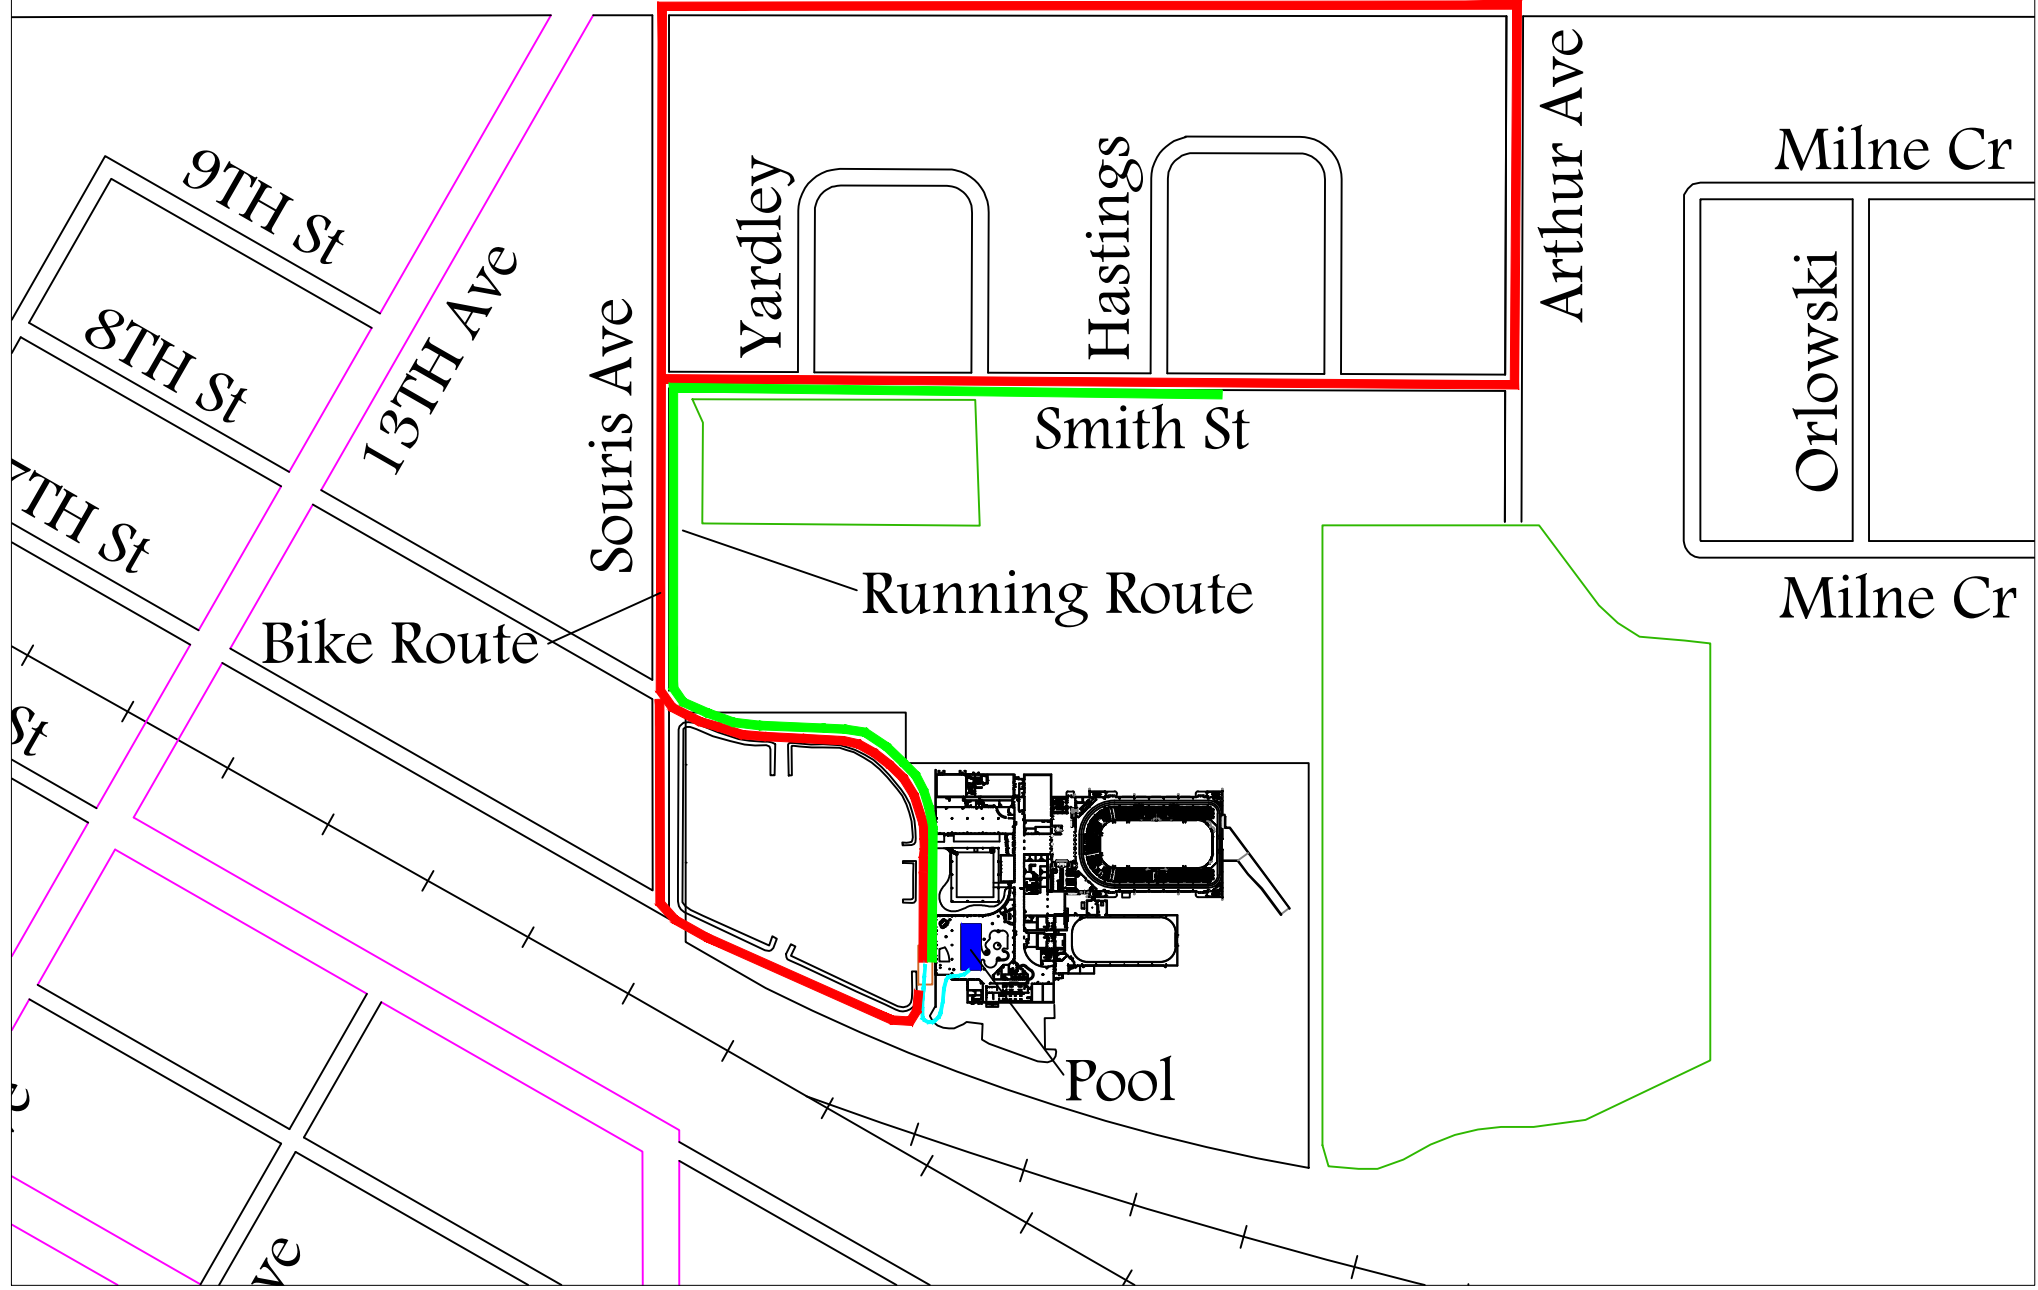 9TH St
8TH St
7TH St
St
13TH Ave
Souris Ave
Yardley
Hastings
Arthur Ave
Milne Cr
Orlowski
Milne Cr
Smith St
Running Route
Bike Route
Pool